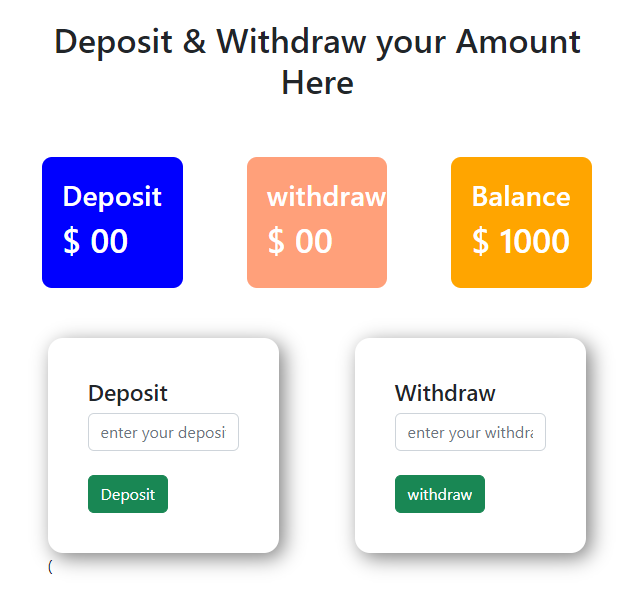 Deposit & Withdraw your Amount
Here
Deposit
$ 00
withdraw
$ 00
Balance
$ 1000
Deposit
enter your deposi
Deposit
Withdraw
enter your withdra
withdraw
(